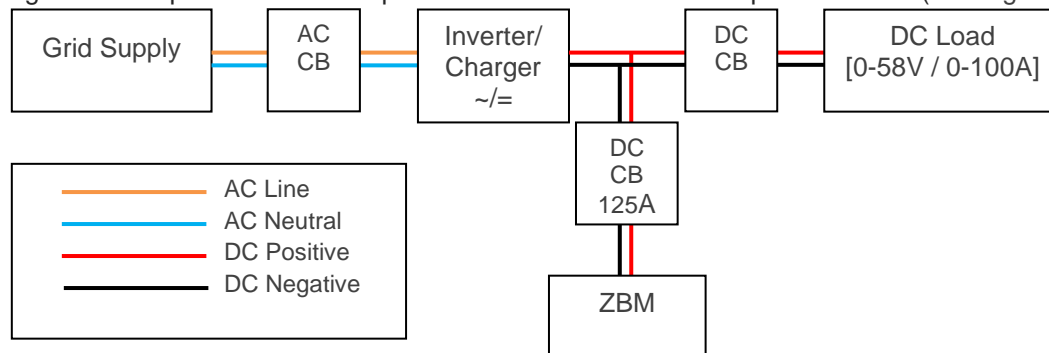 Grid Supply
AC
CB
Inverter/
Charger
~/=
DC
CB
DC Load
[0-58V / 0-100A]
DC
CB
125A
AC Line
AC Neutral
DC Positive
DC Negative
ZBM